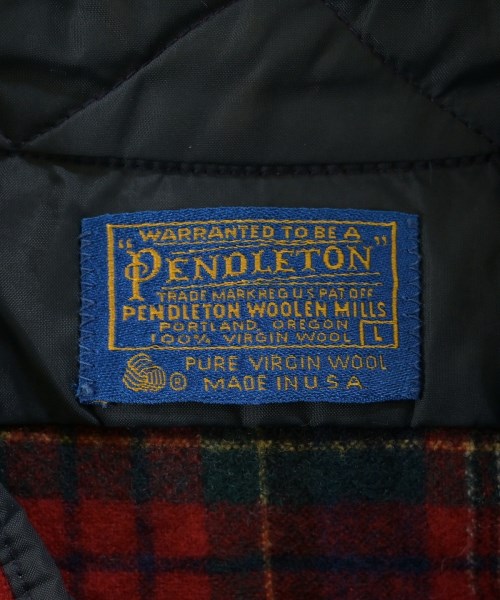 WARRANTED TO BE A
"PENDLETON"
TRADE MARK REG US PAT OFF
PENDLETON WOOLEN MILLS
PORTLAND, OREGON
100% VIRGIN WOOL L
® PURE VIRGIN WOOL
MADE IN U S A